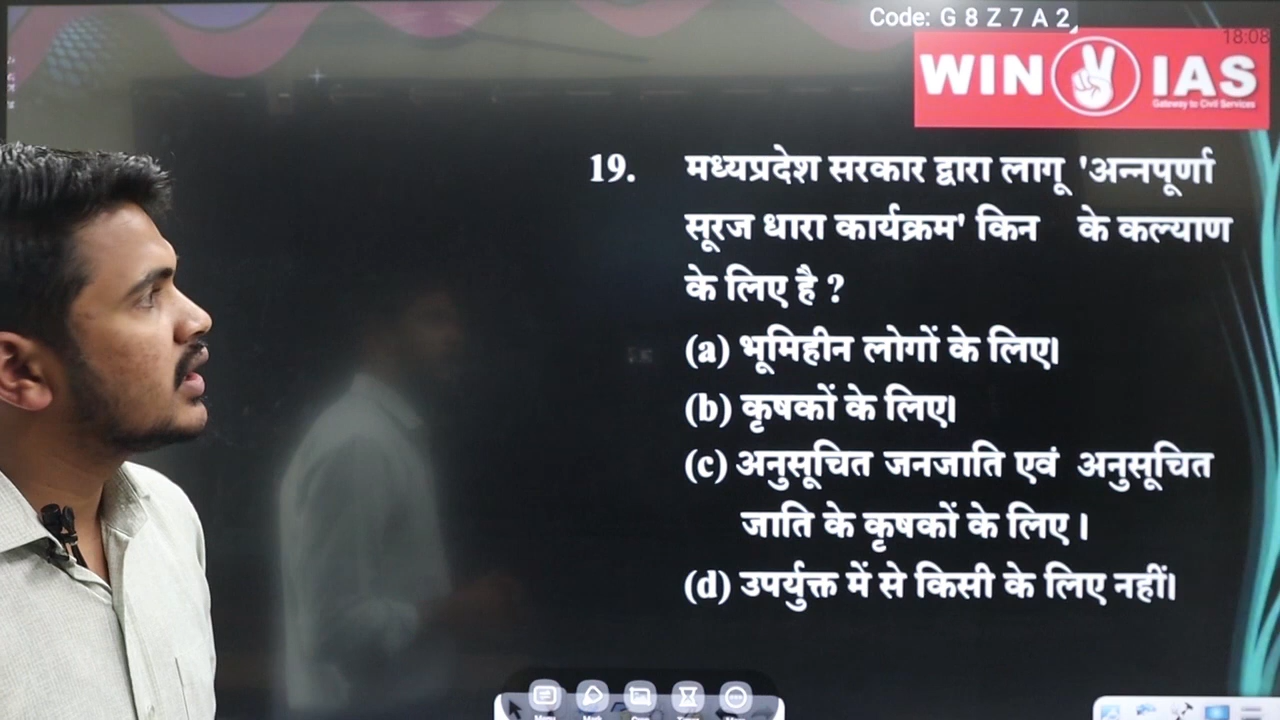 Code: G 8 Z 7 A 2
18:08
WIN IAS
Gateway to Civil Services
19. मध्यप्रदेश सरकार द्वारा लागू 'अन्नपूर्णा
सूरज धारा कार्यक्रम' किन के कल्याण
के लिए है ?
(a) भूमिहीन लोगों के लिए।
(b) कृषकों के लिए।
(c) अनुसूचित जनजाति एवं अनुसूचित
जाति के कृषकों के लिए।
(d) उपर्युक्त में से किसी के लिए नहीं।